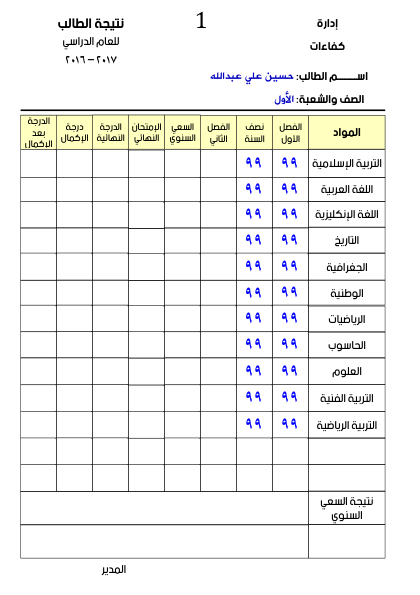 إدارة
كفاءات
1
نتيجة الطالب
للعام الدراسي
٢٠١٦ – ٢٠١٧
اســـــم الطالب: حسين علي عبدالله
الصف والشعبة: الأول
المواد الفصل الاول نصف السنة الفصل الثاني السعي السنوي الإمتحان النهائي الدرجة النهائية درجة الإكمال الدرجة بعد الإكمال
التربية الإسلامية ٩٩ ٩٩
اللغة العربية ٩٩ ٩٩
اللغة الإنكليزية ٩٩ ٩٩
التاريخ ٩٩ ٩٩
الجغرافية ٩٩ ٩٩
الوطنية ٩٩ ٩٩
الرياضيات ٩٩ ٩٩
الحاسوب ٩٩ ٩٩
العلوم ٩٩ ٩٩
التربية الفنية ٩٩ ٩٩
التربية الرياضية ٩٩ ٩٩
نتيجة السعي
السنوي
المدير